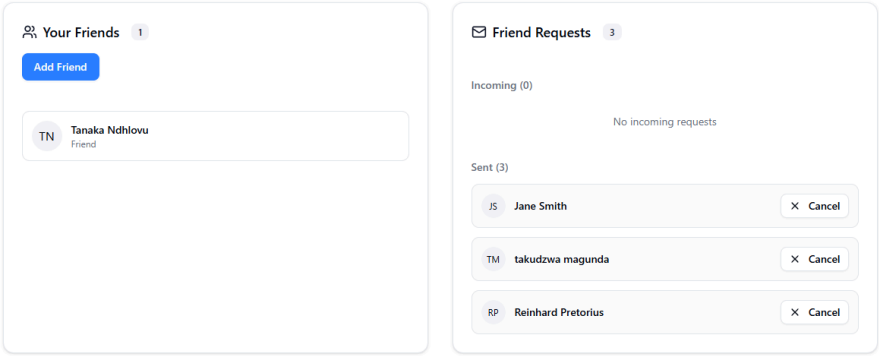 Your Friends 1
Add Friend
TN
Tanaka Ndhlovu
Friend
Friend Requests 3
Incoming (0)
No incoming requests
Sent (3)
JS Jane Smith Cancel
TM takudzwa magunda Cancel
RP Reinhard Pretorius Cancel